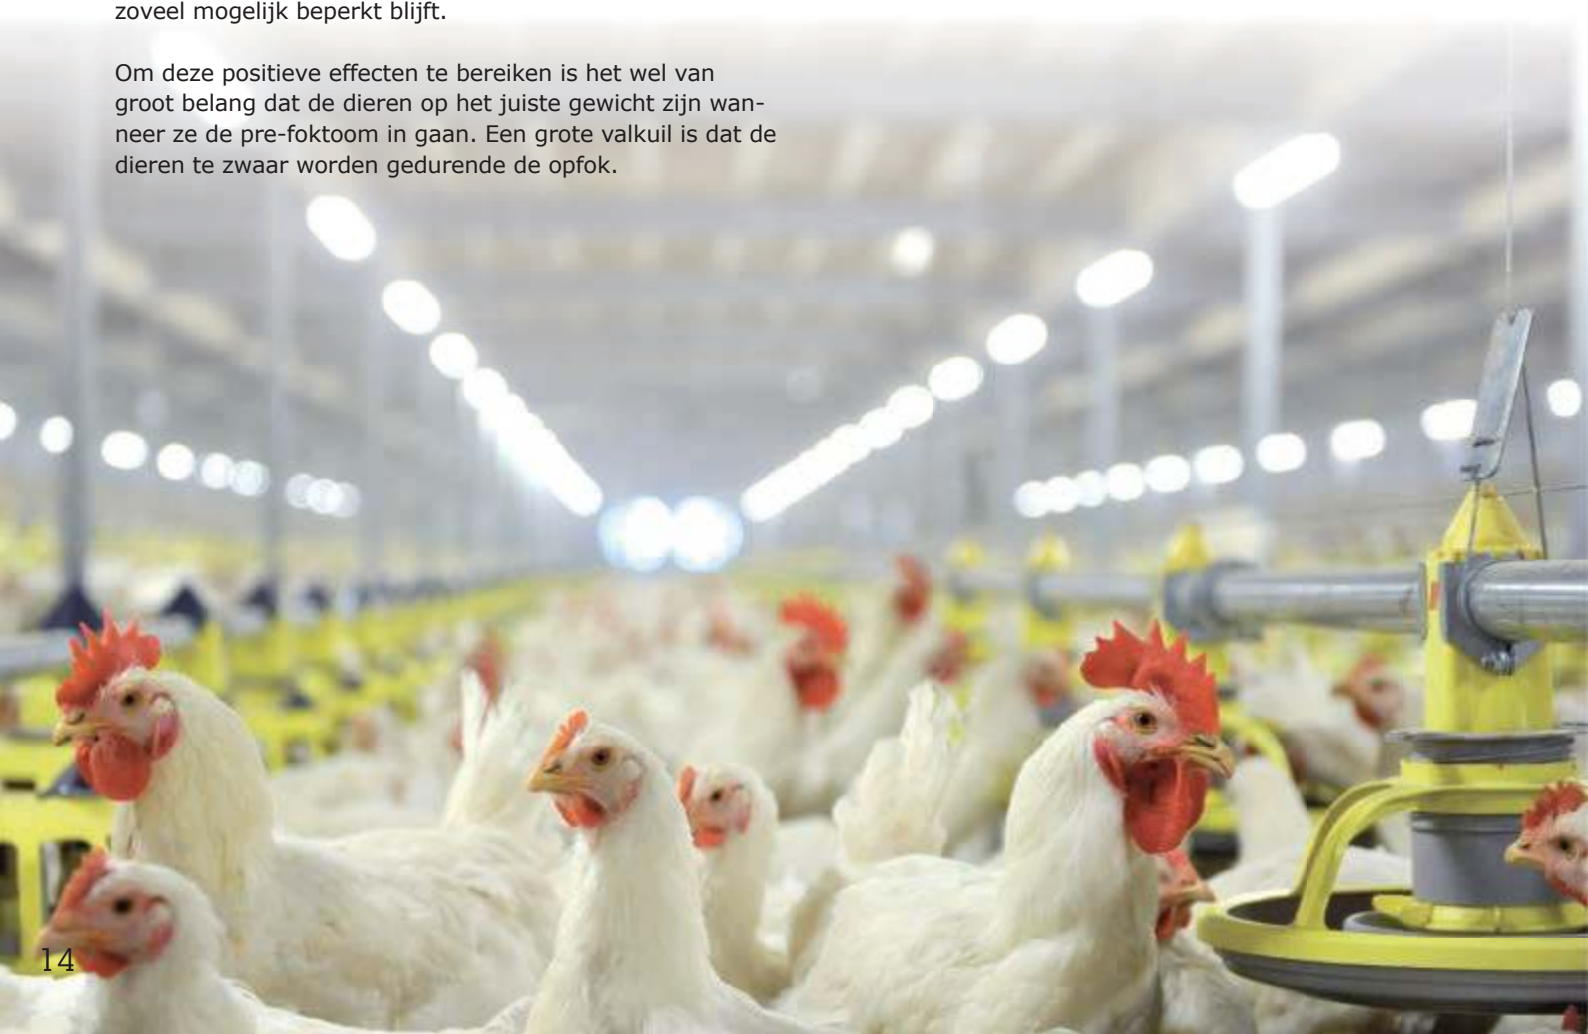 zoveel mogelijk beperkt blijft.
Om deze positieve effecten te bereiken is het wel van
groot belang dat de dieren op het juiste gewicht zijn wan-
neer ze de pre-foktoom in gaan. Een grote valkuil is dat de
dieren te zwaar worden gedurende de opfok.
14